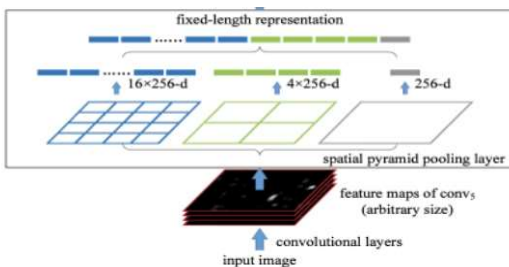 fixed-length representation
......
......
16×256-d
4×256-d
256-d
spatial pyramid pooling layer
feature maps of conv₅
(arbitrary size)
convolutional layers
input image